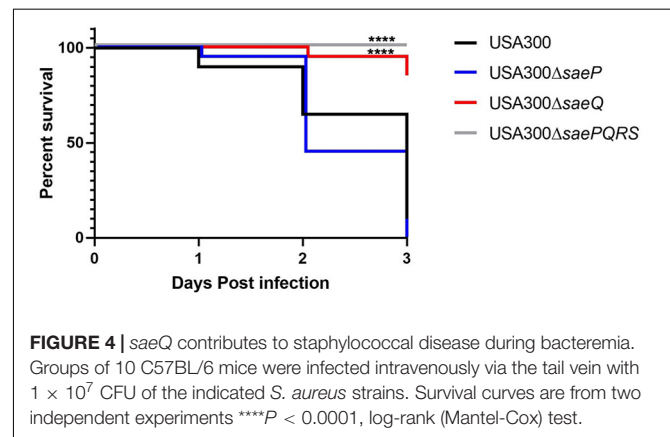 Percent survival
100
50
0
0 1 2 3
Days Post infection
****
****
USA300
USA300ΔsaeP
USA300ΔsaeQ
USA300ΔsaePQRS
FIGURE 4 | saeQ contributes to staphylococcal disease during bacteremia.
Groups of 10 C57BL/6 mice were infected intravenously via the tail vein with
1 × 10⁷ CFU of the indicated S. aureus strains. Survival curves are from two
independent experiments ****P < 0.0001, log-rank (Mantel-Cox) test.